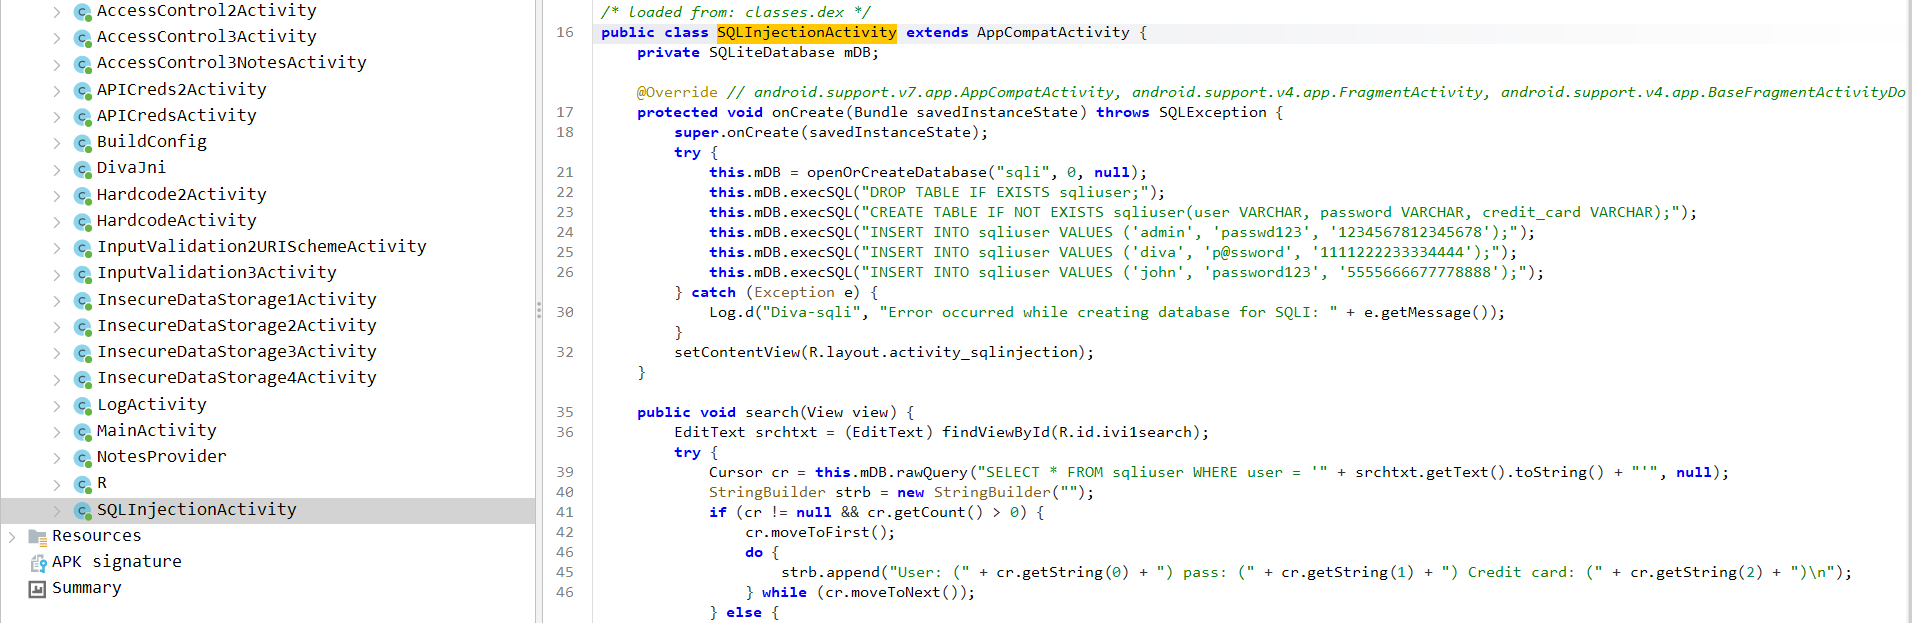 AccessControl2Activity
AccessControl3Activity
AccessControl3NotesActivity
APICreds2Activity
APICredsActivity
BuildConfig
DivaJni
Hardcode2Activity
HardcodeActivity
InputValidation2URISchemeActivity
InputValidation3Activity
InsecureDataStorage1Activity
InsecureDataStorage2Activity
InsecureDataStorage3Activity
InsecureDataStorage4Activity
LogActivity
MainActivity
NotesProvider
R
SQLInjectionActivity
Resources
APK signature
Summary
/* loaded from: classes.dex */
16 public class SQLInjectionActivity extends AppCompatActivity {
private SQLiteDatabase mDB;
@Override // android.support.v7.app.AppCompatActivity, android.support.v4.app.FragmentActivity, android.support.v4.app.BaseFragmentActivityDo
17 protected void onCreate(Bundle savedInstanceState) throws SQLException {
18 super.onCreate(savedInstanceState);
try {
21 this.mDB = openOrCreateDatabase("sqli", 0, null);
22 this.mDB.execSQL("DROP TABLE IF EXISTS sqliuser;");
23 this.mDB.execSQL("CREATE TABLE IF NOT EXISTS sqliuser(user VARCHAR, password VARCHAR, credit_card VARCHAR);");
24 this.mDB.execSQL("INSERT INTO sqliuser VALUES ('admin', 'passwd123', '1234567812345678');");
25 this.mDB.execSQL("INSERT INTO sqliuser VALUES ('diva', 'p@ssword', '1111222233334444');");
26 this.mDB.execSQL("INSERT INTO sqliuser VALUES ('john', 'password123', '5555666677778888');");
} catch (Exception e) {
30 Log.d("Diva-sqli", "Error occurred while creating database for SQLI: " + e.getMessage());
}
32 setContentView(R.layout.activity_sqlinjection);
}
35 public void search(View view) {
36 EditText srchtxt = (EditText) findViewById(R.id.ivi1search);
try {
39 Cursor cr = this.mDB.rawQuery("SELECT * FROM sqliuser WHERE user = '" + srchtxt.getText().toString() + "'", null);
40 StringBuilder strb = new StringBuilder("");
41 if (cr != null && cr.getCount() > 0) {
42 cr.moveToFirst();
46 do {
45 strb.append("User: (" + cr.getString(0) + ") pass: (" + cr.getString(1) + ") Credit card: (" + cr.getString(2) + ")\n");
46 } while (cr.moveToNext());
} else {